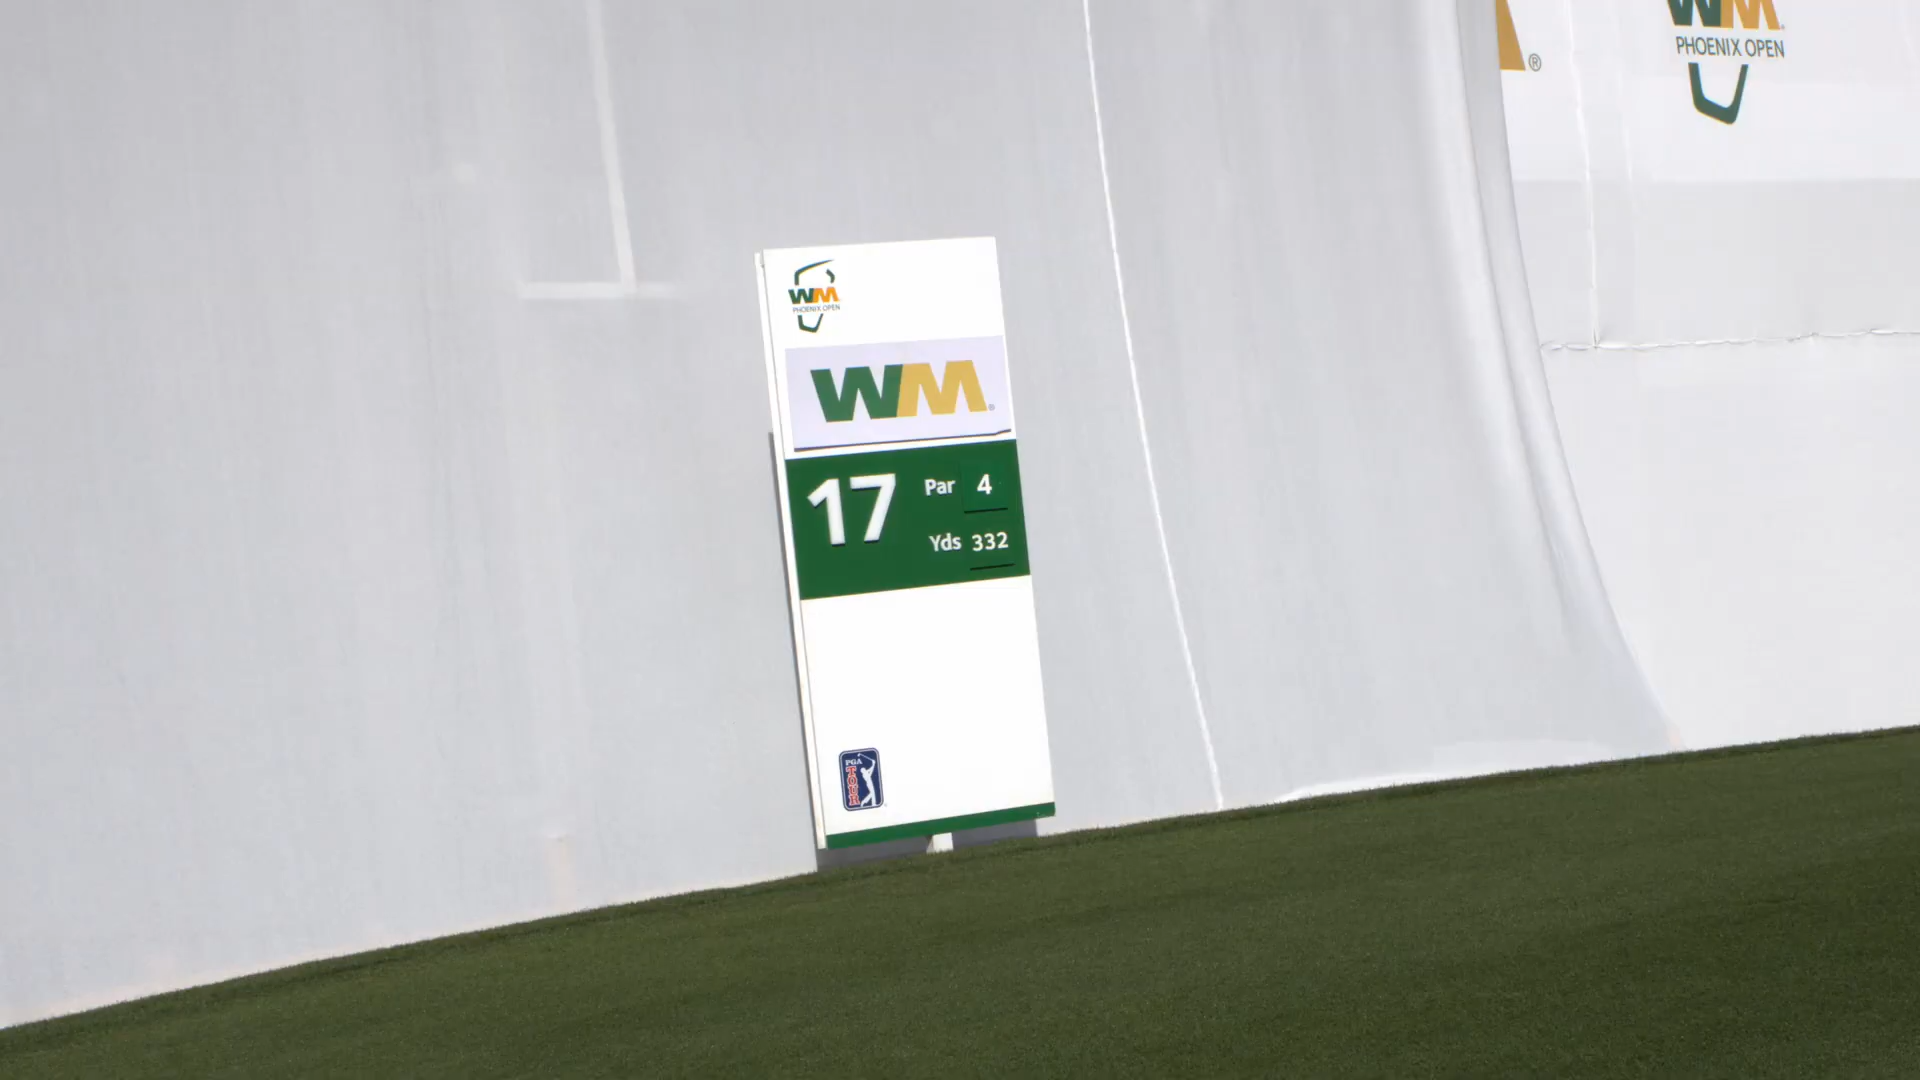 WM
PHOENIX OPEN
®
WM
PHOENIX OPEN
WM
17 Par 4
Yds 332
PGA
TOUR